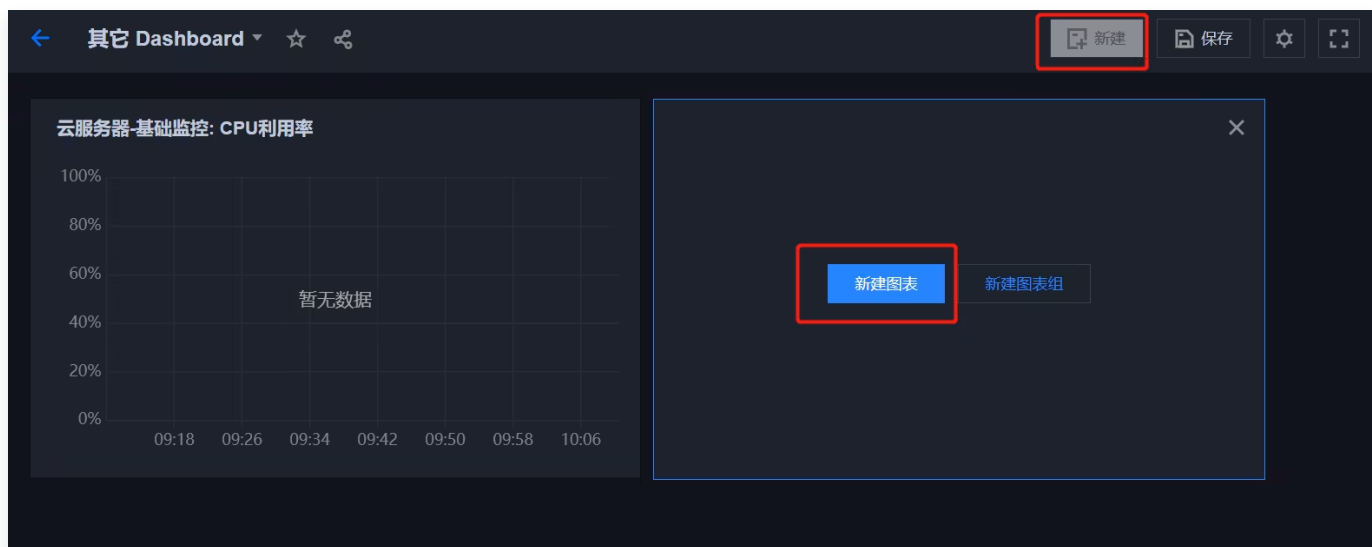 其它 Dashboard
新建
保存
云服务器-基础监控: CPU利用率
100%
80%
60%
40%
20%
0%
暂无数据
09:18 09:26 09:34 09:42 09:50 09:58 10:06
新建图表
新建图表组